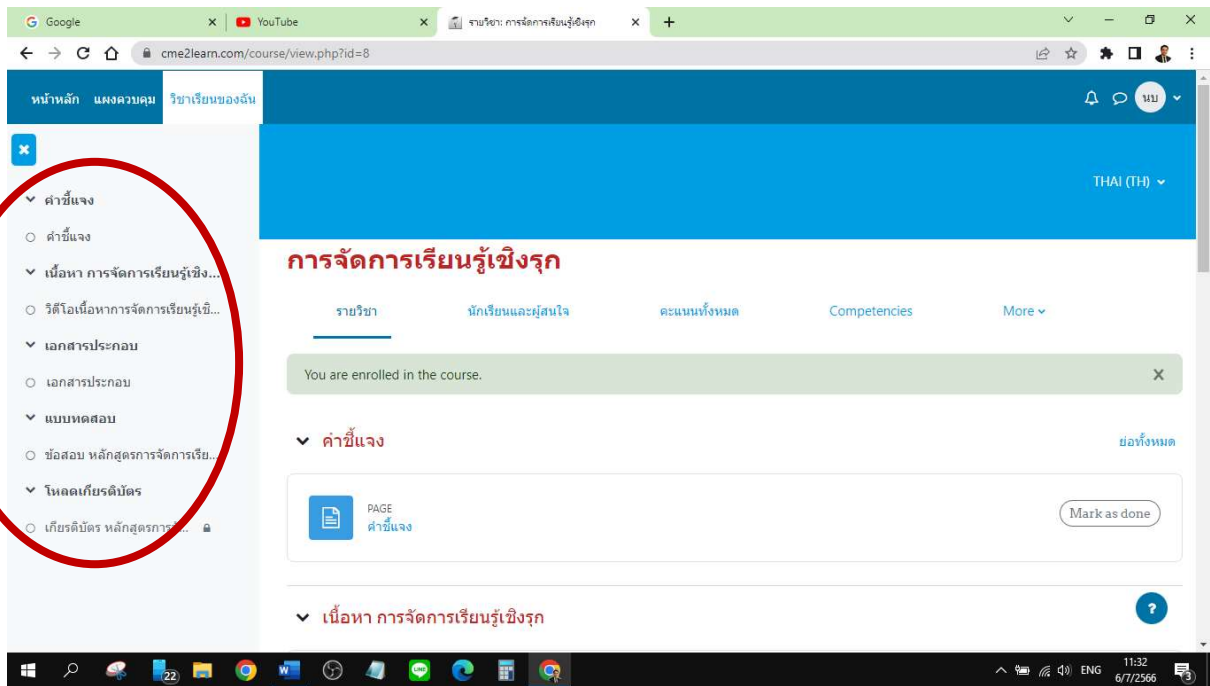 Google
YouTube
รายวิชา: การจัดการเรียนรู้เชิงรุก
cme2learn.com/course/view.php?id=8
หน้าหลัก แผงควบคุม วิชาเรียนของฉัน
นบ
THAI (TH)
คำชี้แจง
คำชี้แจง
เนื้อหา การจัดการเรียนรู้เชิง...
วิดีโอเนื้อหาการจัดการเรียนรู้เชิ...
เอกสารประกอบ
เอกสารประกอบ
แบบทดสอบ
ข้อสอบ หลักสูตรการจัดการเรีย...
โหลดเกียรติบัตร
เกียรติบัตร หลักสูตรการ
การจัดการเรียนรู้เชิงรุก
รายวิชา นักเรียนและผู้สนใจ คะแนนทั้งหมด Competencies More
You are enrolled in the course.
คำชี้แจง
ย่อทั้งหมด
PAGE
คำชี้แจง
Mark as done
เนื้อหา การจัดการเรียนรู้เชิงรุก
?
22
LINE
ENG
11:32
6/7/2566
3